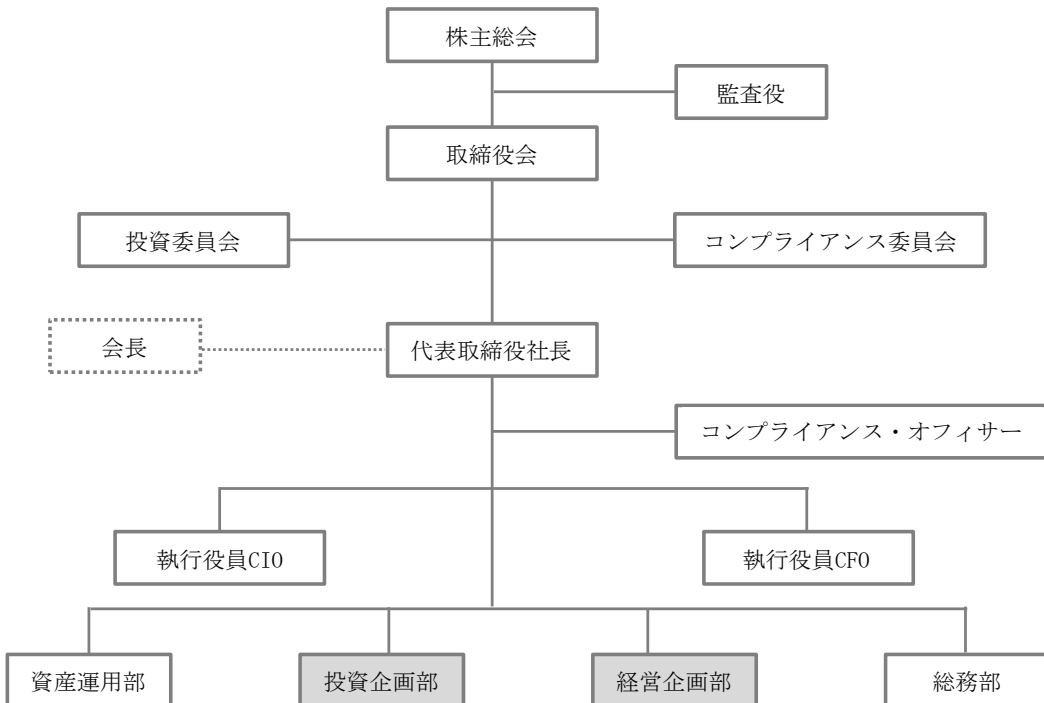 株主総会
監査役
取締役会
投資委員会
コンプライアンス委員会
会長
代表取締役社長
コンプライアンス・オフィサー
執行役員CIO
執行役員CFO
資産運用部
投資企画部
経営企画部
総務部